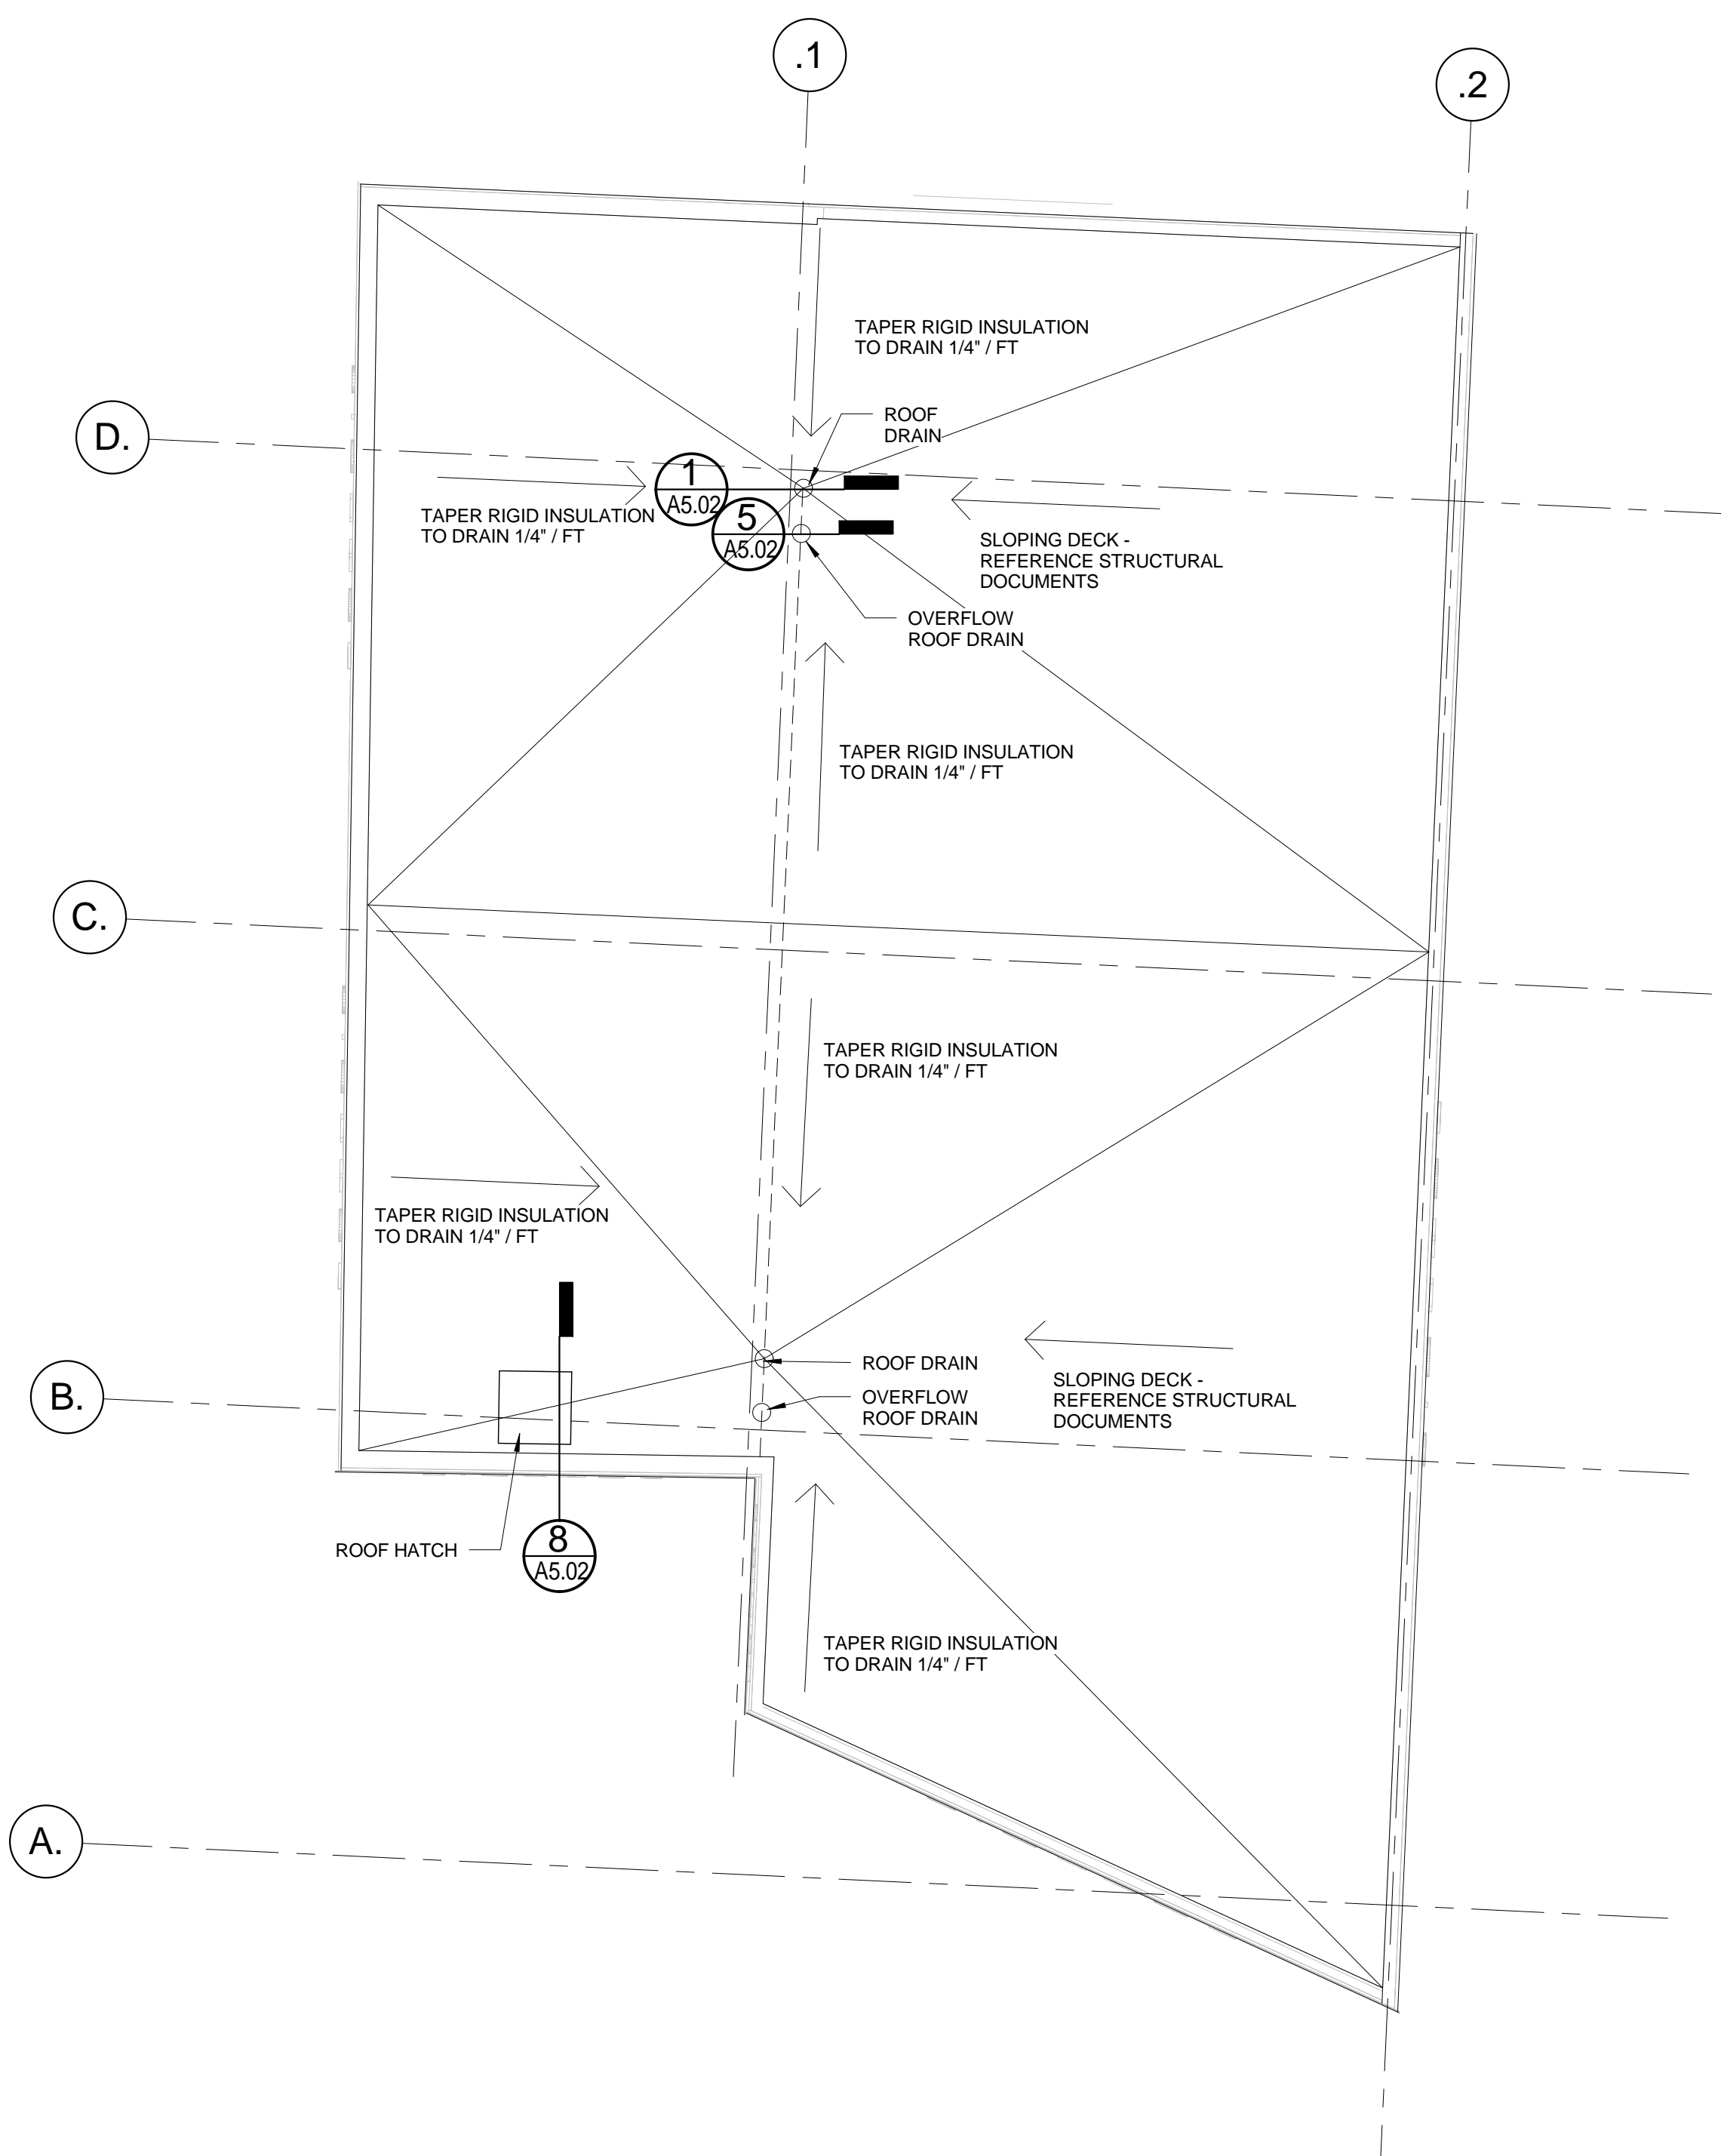 .1
.2
TAPER RIGID INSULATION
TO DRAIN 1/4" / FT
ROOF
DRAIN
D.
1
A5.02
TAPER RIGID INSULATION
TO DRAIN 1/4" / FT
5
A5.02
SLOPING DECK -
REFERENCE STRUCTURAL
DOCUMENTS
OVERFLOW
ROOF DRAIN
TAPER RIGID INSULATION
TO DRAIN 1/4" / FT
C.
TAPER RIGID INSULATION
TO DRAIN 1/4" / FT
TAPER RIGID INSULATION
TO DRAIN 1/4" / FT
ROOF DRAIN
OVERFLOW
ROOF DRAIN
SLOPING DECK -
REFERENCE STRUCTURAL
DOCUMENTS
B.
ROOF HATCH
8
A5.02
TAPER RIGID INSULATION
TO DRAIN 1/4" / FT
A.